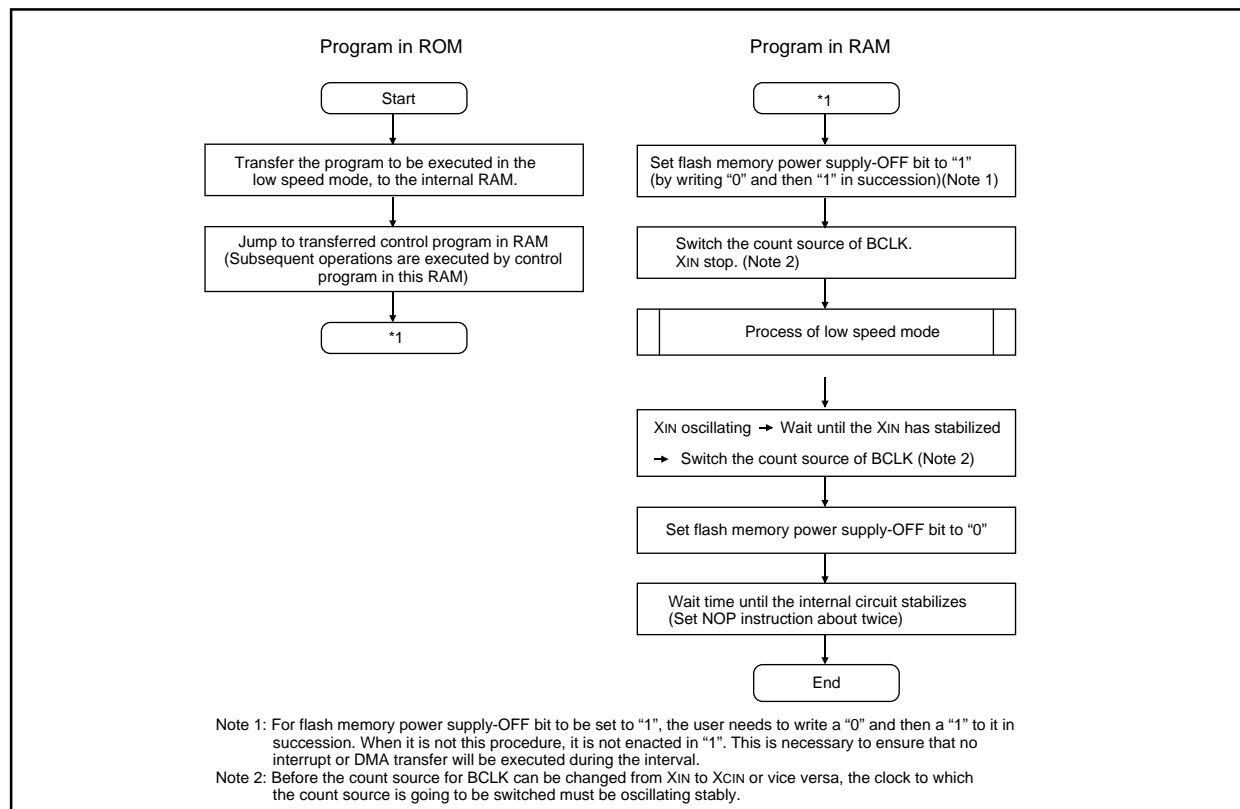 Program in ROM
Start
Transfer the program to be executed in the
low speed mode, to the internal RAM.
Jump to transferred control program in RAM
(Subsequent operations are executed by control
program in this RAM)
*1
Program in RAM
*1
Set flash memory power supply-OFF bit to “1”
(by writing “0” and then “1” in succession)(Note 1)
Switch the count source of BCLK.
XIN stop. (Note 2)
Process of low speed mode
XIN oscillating → Wait until the XIN has stabilized
→ Switch the count source of BCLK (Note 2)
Set flash memory power supply-OFF bit to “0”
Wait time until the internal circuit stabilizes
(Set NOP instruction about twice)
End
Note 1: For flash memory power supply-OFF bit to be set to “1”, the user needs to write a “0” and then a “1” to it in
succession. When it is not this procedure, it is not enacted in “1”. This is necessary to ensure that no
interrupt or DMA transfer will be executed during the interval.
Note 2: Before the count source for BCLK can be changed from XIN to XCIN or vice versa, the clock to which
the count source is going to be switched must be oscillating stably.